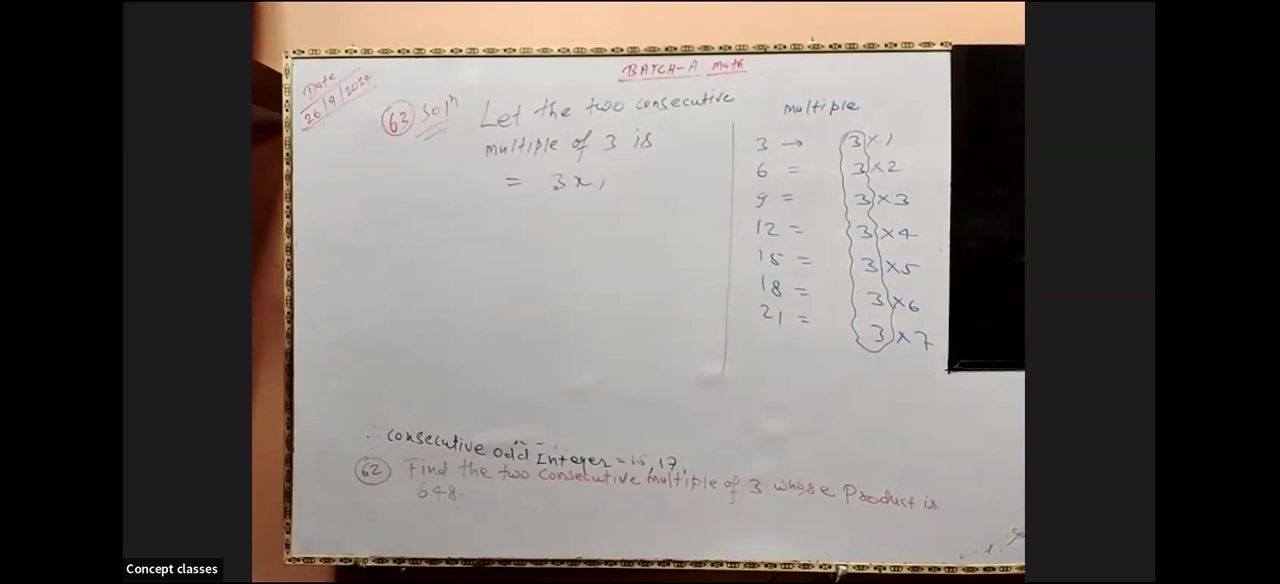 BATCH-A Math
Date
26/9/2024
63 Solⁿ Let the two consecutive
multiple of 3 is
= 3x,
multiple
3 → 3×1
6 = 3×2
9 = 3×3
12 = 3×4
15 = 3×5
18 = 3×6
21 = 3×7
∴ consecutive odd Integer = 15, 17,
62 Find the two consecutive multiple of 3 whose Product is
648.
Concept classes